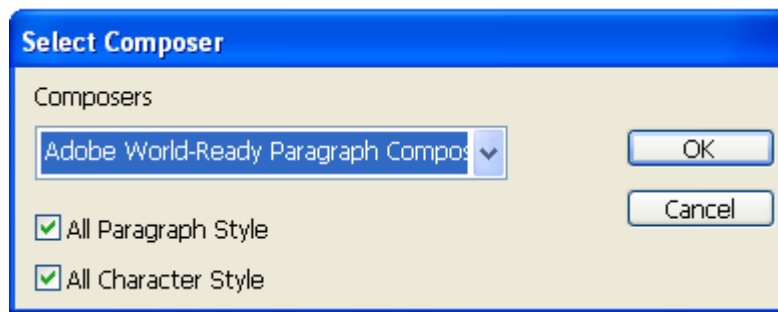 Select Composer
Composers
Adobe World-Ready Paragraph Compos
OK
All Paragraph Style
Cancel
All Character Style